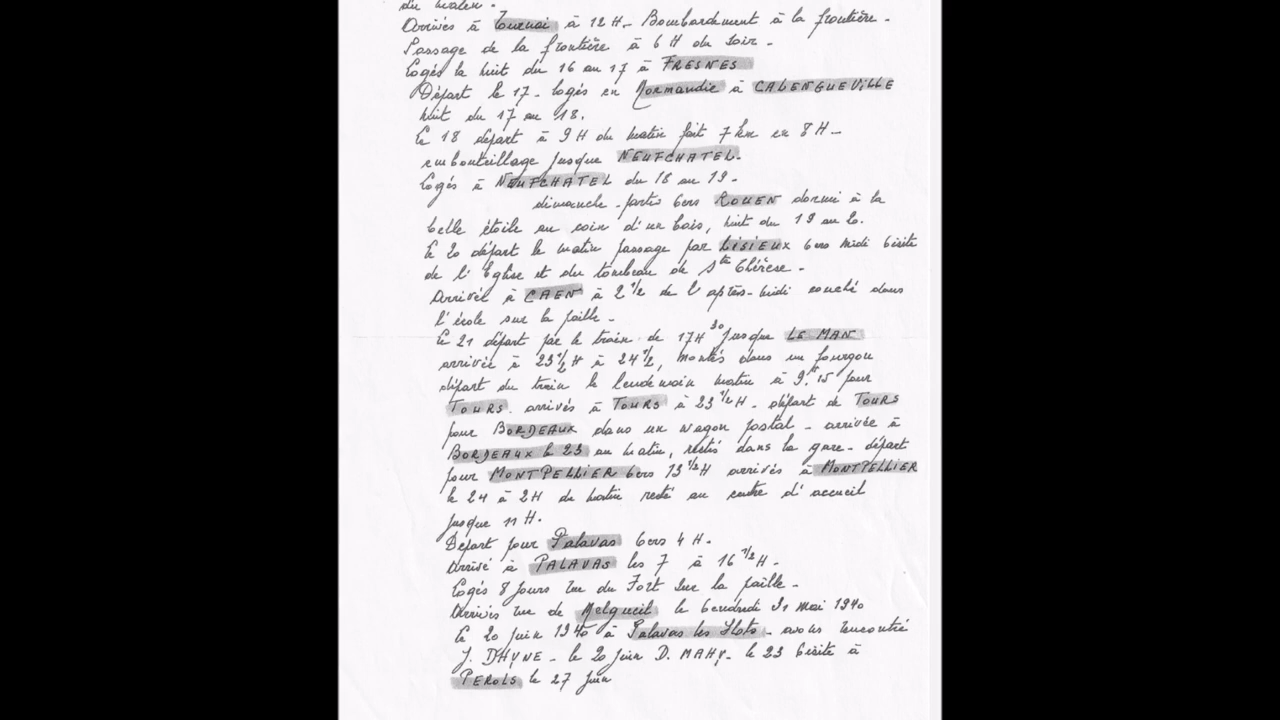 du matin.
Arrivés à Tournai à 12 H - Bombardement à la frontière -
Passage de la frontière à 6 H du soir -
Logés la nuit du 16 au 17 à FRESNES
Départ le 17 - logés en Normandie à CALENGUEVILLE
nuit du 17 au 18.
Le 18 départ à 9 H du matin fait 7 km en 8 H -
embouteillage jusque NEUFCHATEL.
Logés à NEUFCHATEL du 18 au 19 -
dimanche - partis vers ROUEN dormi à la
belle étoile au coin d'un bois, nuit du 19 au 20.
Le 20 départ le matin passage par LISIEUX vers midi visite
de l'Eglise et du tombeau de Ste Thérèse -
Arrivée à CAEN à 2 1/2 de l'après-midi couché dans
l'école sur la paille -
Le 21 départ par le train de 17H30 jusque LE MAN
arrivée à 23 1/2 H à 24 1/2, montés dans un fourgon
départ du train le lendemain matin à 9.15 pour
TOURS. arrivés à TOURS à 23 1/2 H - départ de TOURS
pour BORDEAUX dans un wagon postal - arrivée à
BORDEAUX le 23 au matin, restés dans la gare - départ
pour MONTPELLIER vers 13 1/2 H arrivés à MONTPELLIER
le 24 à 2H du matin resté au centre d'accueil
jusque 11 H.
Départ pour Palavas vers 4 H.
Arrivé à PALAVAS les 7 à 16 1/2 H -
Logés 8 jours rue du Fort sur la paille -
Arrivés rue de Melgueil le Vendredi 31 mai 1940
Le 20 juin 1940 à Palavas les Flots - avons rencontré
J. DHYNE - le 20 juin D. MAHY - le 23 visite à
PEROLS le 27 juin